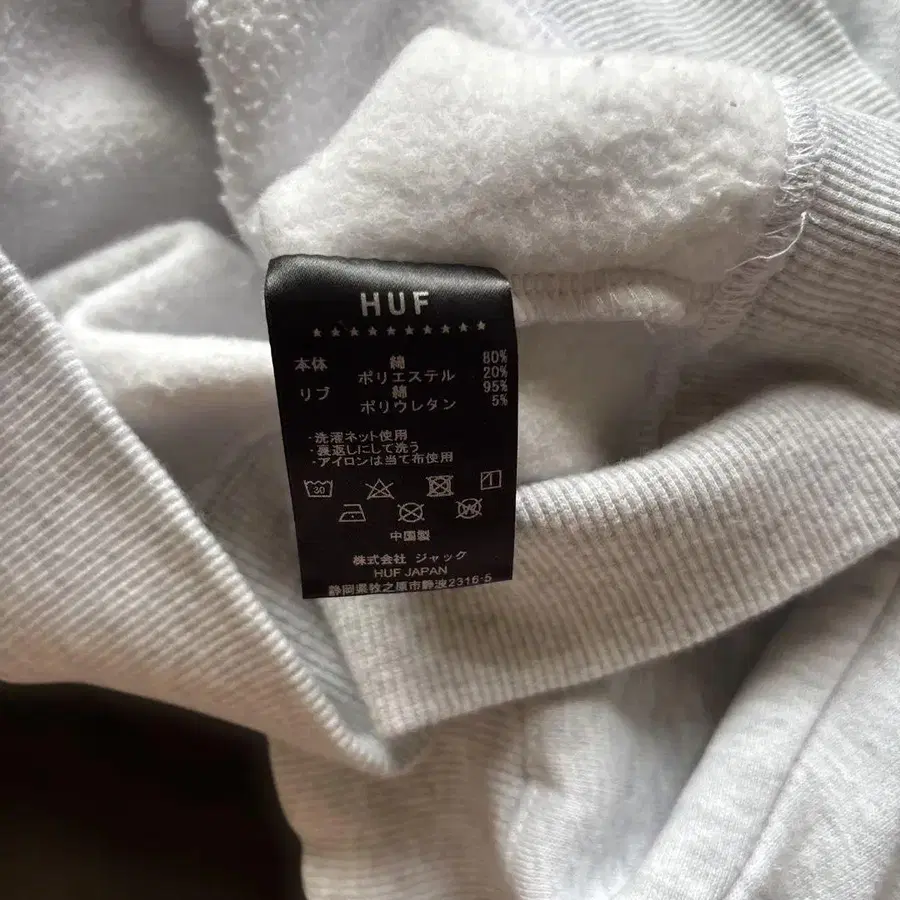 HUF
★★★★★★★★★★
本体 綿 80%
ポリエステル 20%
リブ 綿 95%
ポリウレタン 5%
・洗濯ネット使用
・裏返しにして洗う
・アイロンは当て布使用
30
W
中国製
株式会社 ジャック
HUF JAPAN
静岡県牧之原市静波2316-5